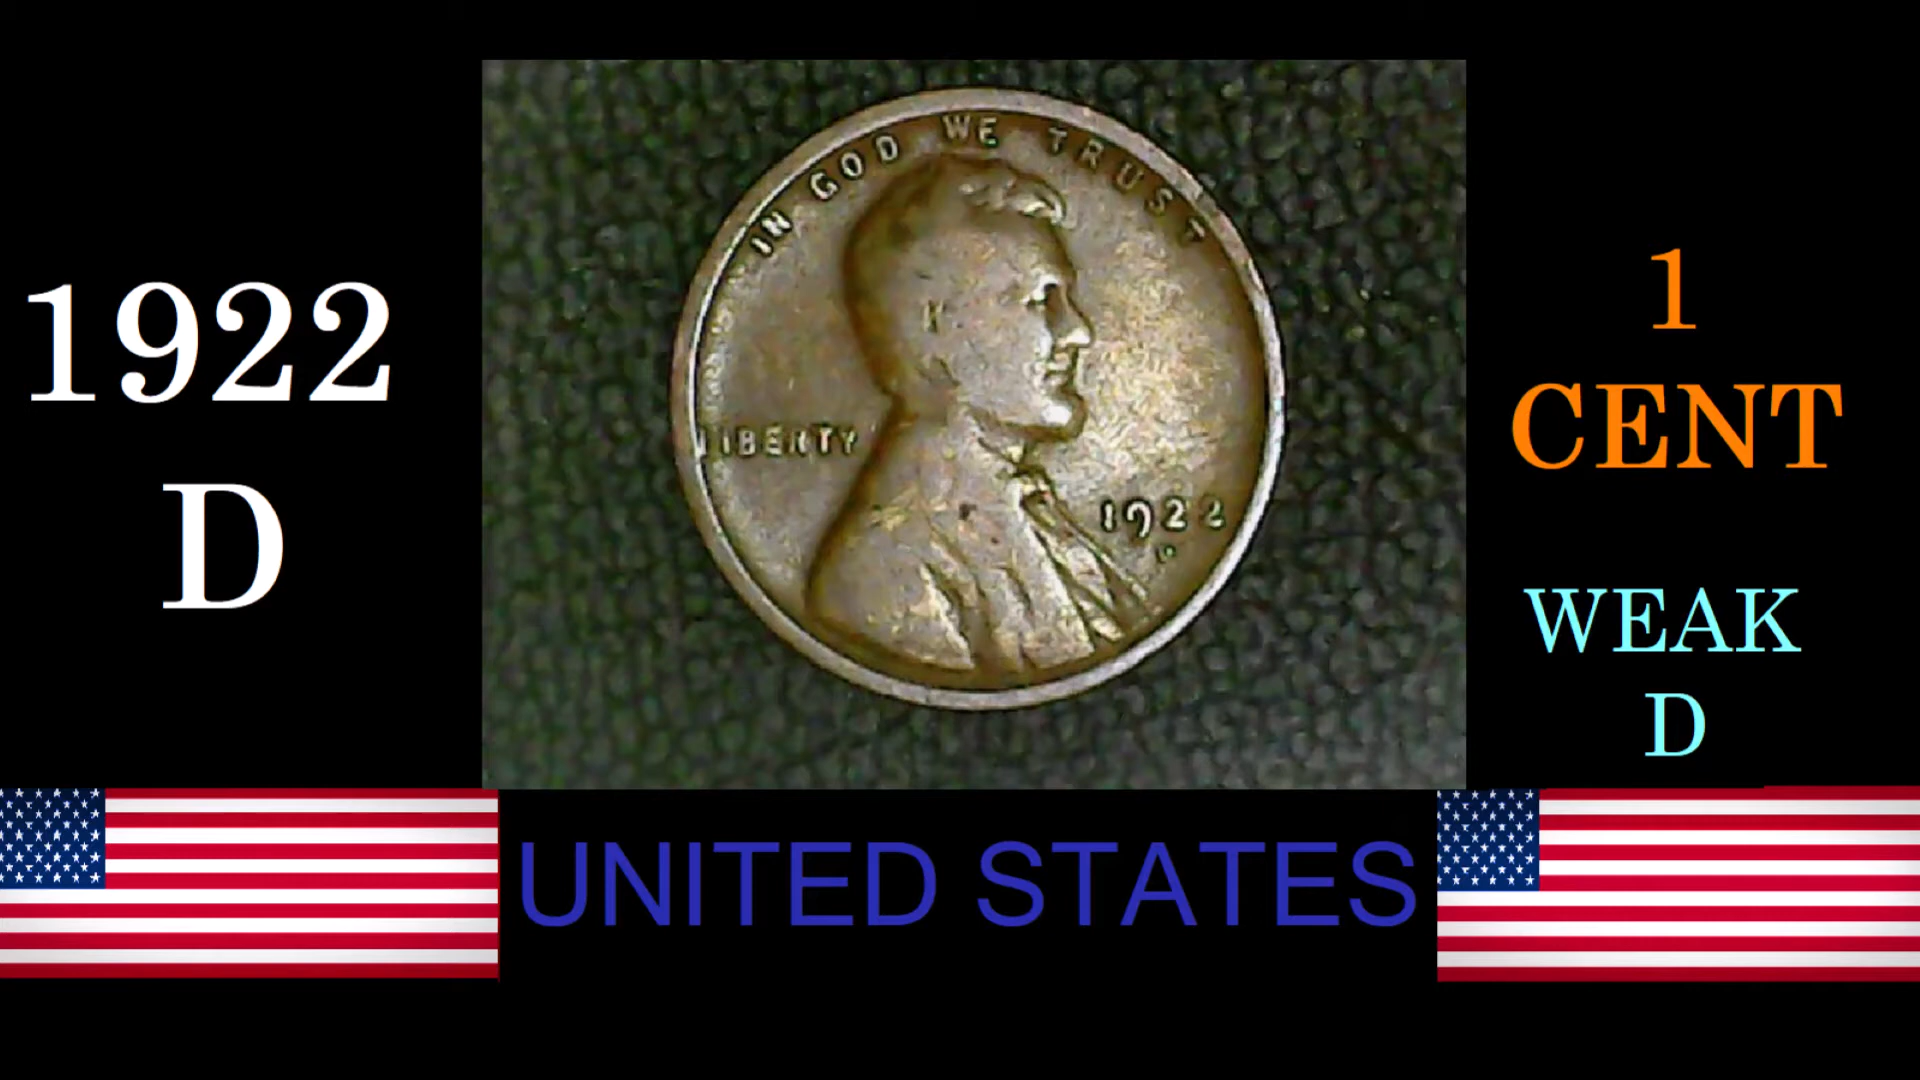 1922
D
IN GOD WE TRUST
LIBERTY
1922
D
1
CENT
WEAK
D
UNITED STATES